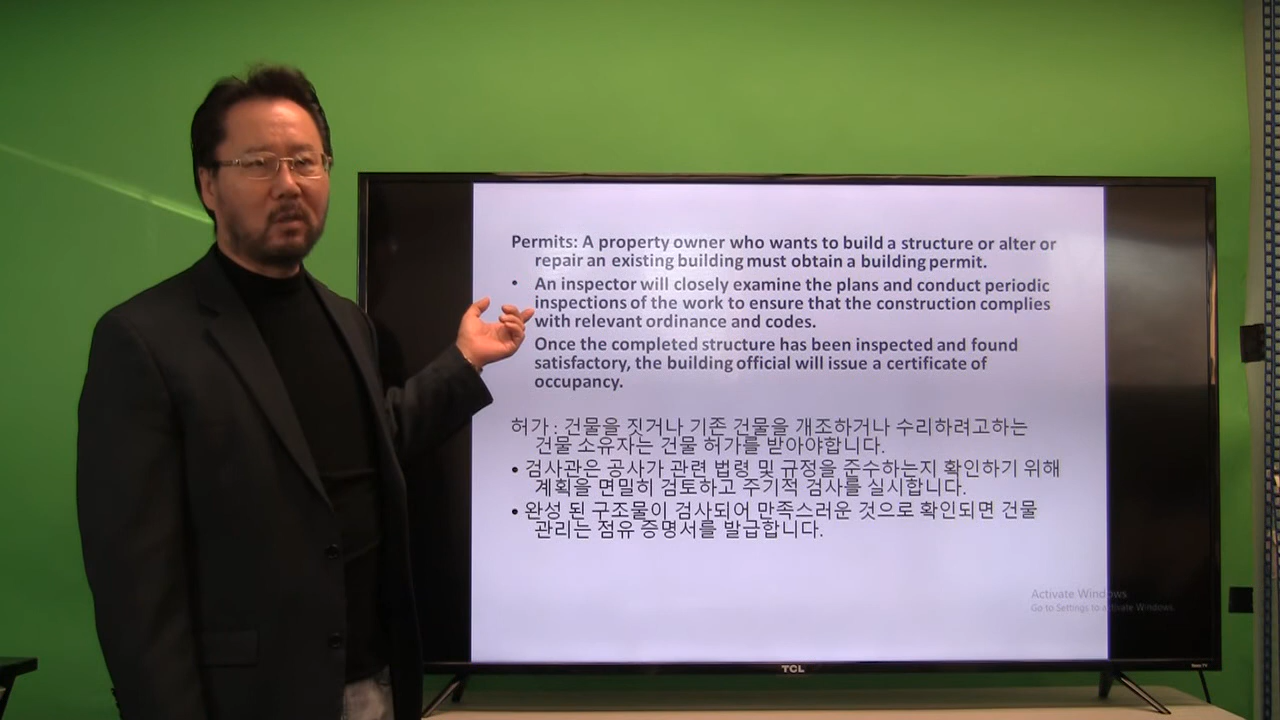 Permits: A property owner who wants to build a structure or alter or
repair an existing building must obtain a building permit.
• An inspector will closely examine the plans and conduct periodic
inspections of the work to ensure that the construction complies
with relevant ordinance and codes.
Once the completed structure has been inspected and found
satisfactory, the building official will issue a certificate of
occupancy.
허가 : 건물을 짓거나 기존 건물을 개조하거나 수리하려고하는
건물 소유자는 건물 허가를 받아야합니다.
• 검사관은 공사가 관련 법령 및 규정을 준수하는지 확인하기 위해
계획을 면밀히 검토하고 주기적 검사를 실시합니다.
• 완성 된 구조물이 검사되어 만족스러운 것으로 확인되면 건물
관리는 점유 증명서를 발급합니다.
Activate Windows
Go to Settings to activate Windows.
TCL
Roku TV